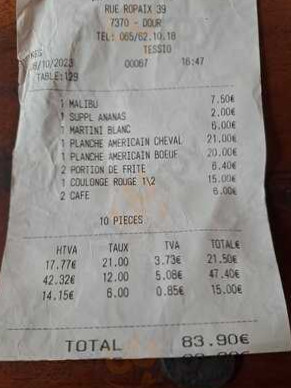 RUE ROPAIX 39
7370 - DOUR
TEL: 065/62.10.18
TESSIO
/10/2023 00067 16:47
TABLE: 129
1 MALIBU 7.50€
1 SUPPL ANANAS 2.00€
1 MARTINI BLANC 6.00€
1 PLANCHE AMERICAIN CHEVAL 21.00€
1 PLANCHE AMERICAIN BOEUF 20.00€
2 PORTION DE FRITE 6.40€
1 COULONGE ROUGE 1\2 15.00€
2 CAFE 6.00€
10 PIECES
HTVA TAUX TVA TOTAL€
17.77€ 21.00 3.73€ 21.50€
42.32€ 12.00 5.08€ 47.40€
14.15€ 6.00 0.85€ 15.00€
TOTAL 83.90€